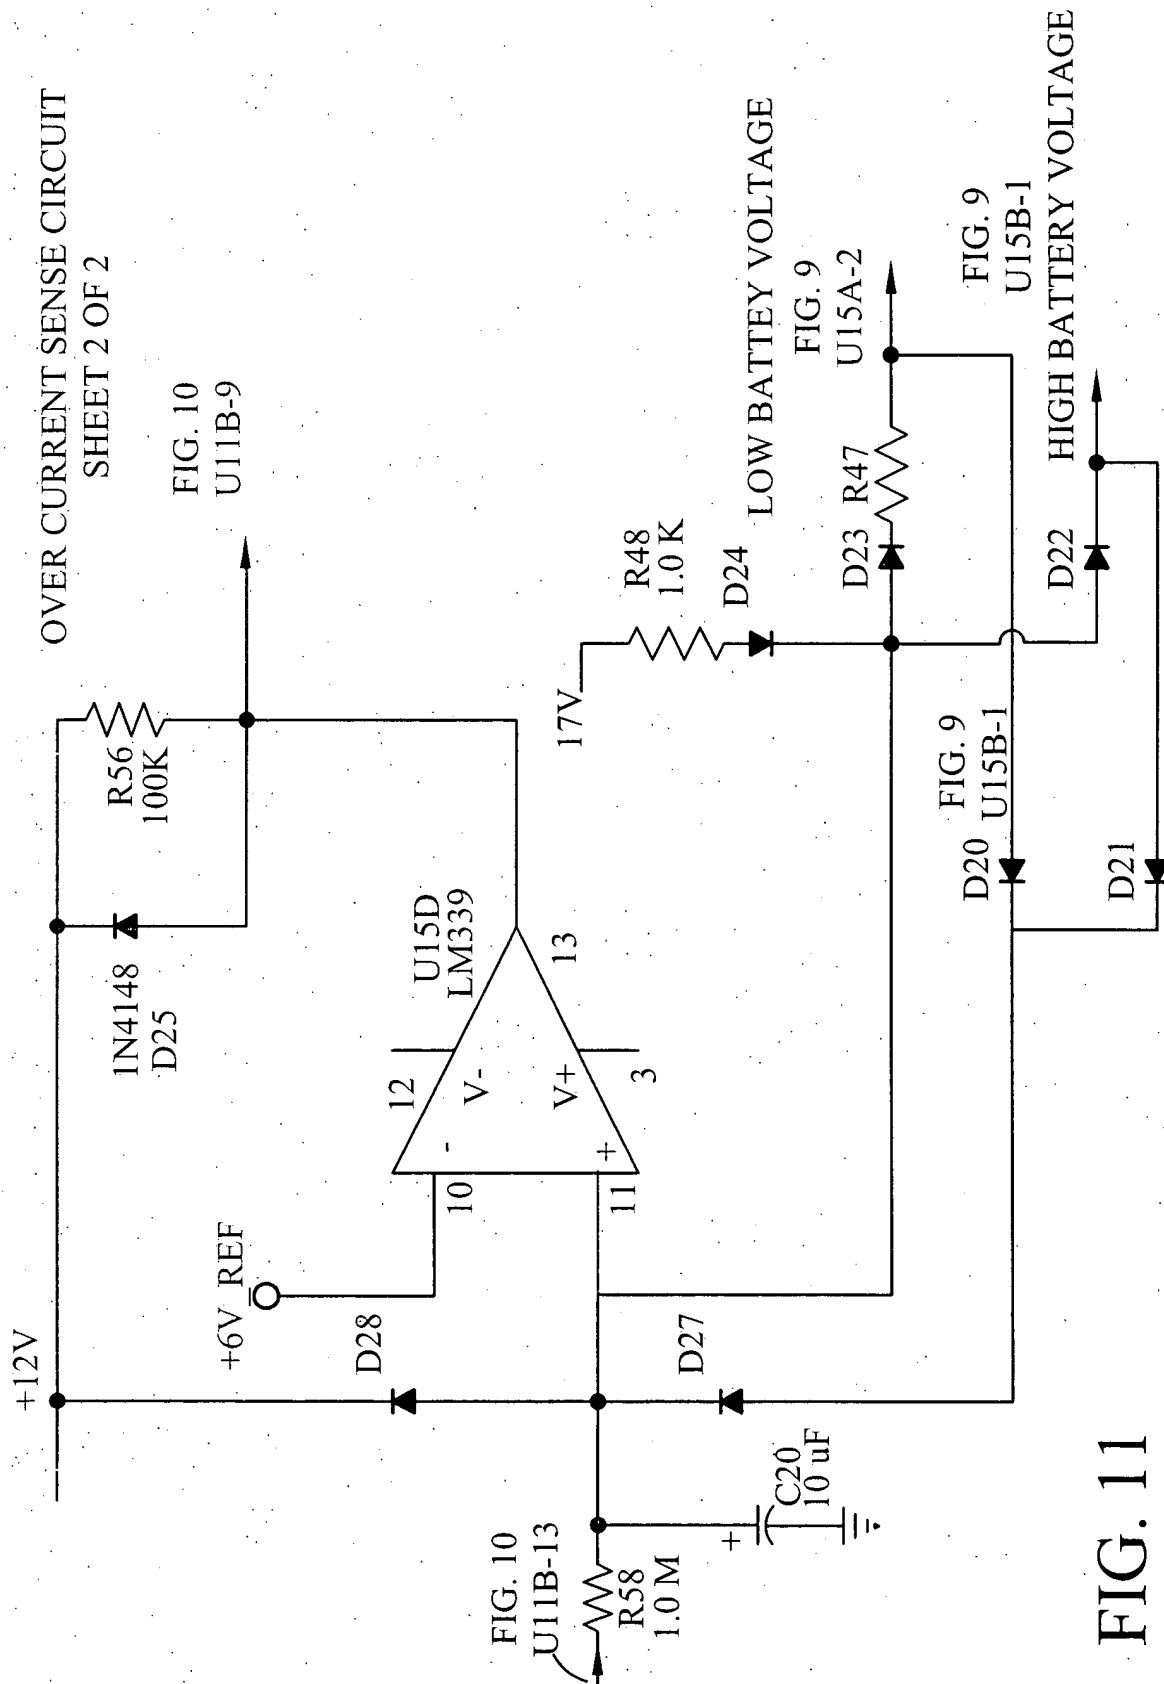 OVER CURRENT SENSE CIRCUIT
SHEET 2 OF 2
+12V
1N4148
D25
R56
100K
FIG. 10
U11B-9
+6V REF
D28
10
-
12
V-
U15D
LM339
13
11
+
V+
3
FIG. 10
U11B-13
R58
1.0 M
+
C20
10 uF
D27
17V
R48
1.0 K
D24
LOW BATTEY VOLTAGE
FIG. 9
U15A-2
D23
R47
FIG. 9
U15B-1
D20
FIG. 9
U15B-1
HIGH BATTERY VOLTAGE
D22
D21
FIG. 11